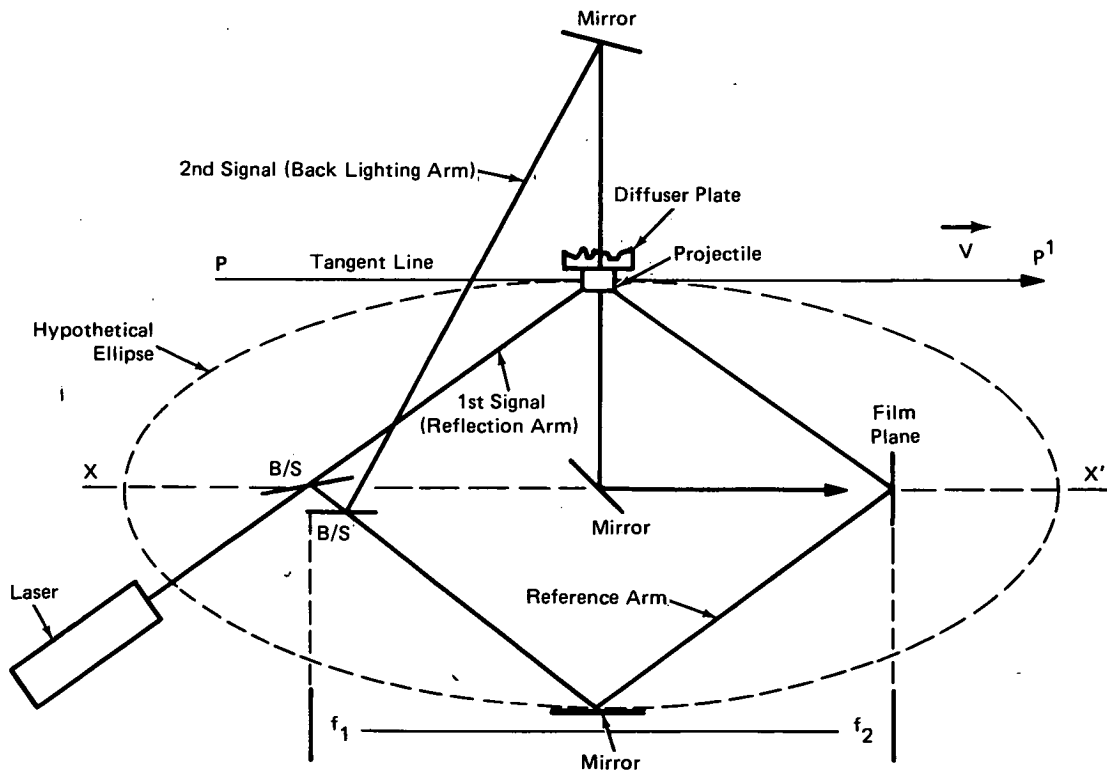 Mirror
2nd Signal (Back Lighting Arm)
Diffuser Plate
Projectile
V
P
Tangent Line
P1
Hypothetical
Ellipse
1st Signal
(Reflection Arm)
Film
Plane
X
B/S
X'
B/S
Mirror
Laser
Reference Arm
f1
f2
Mirror